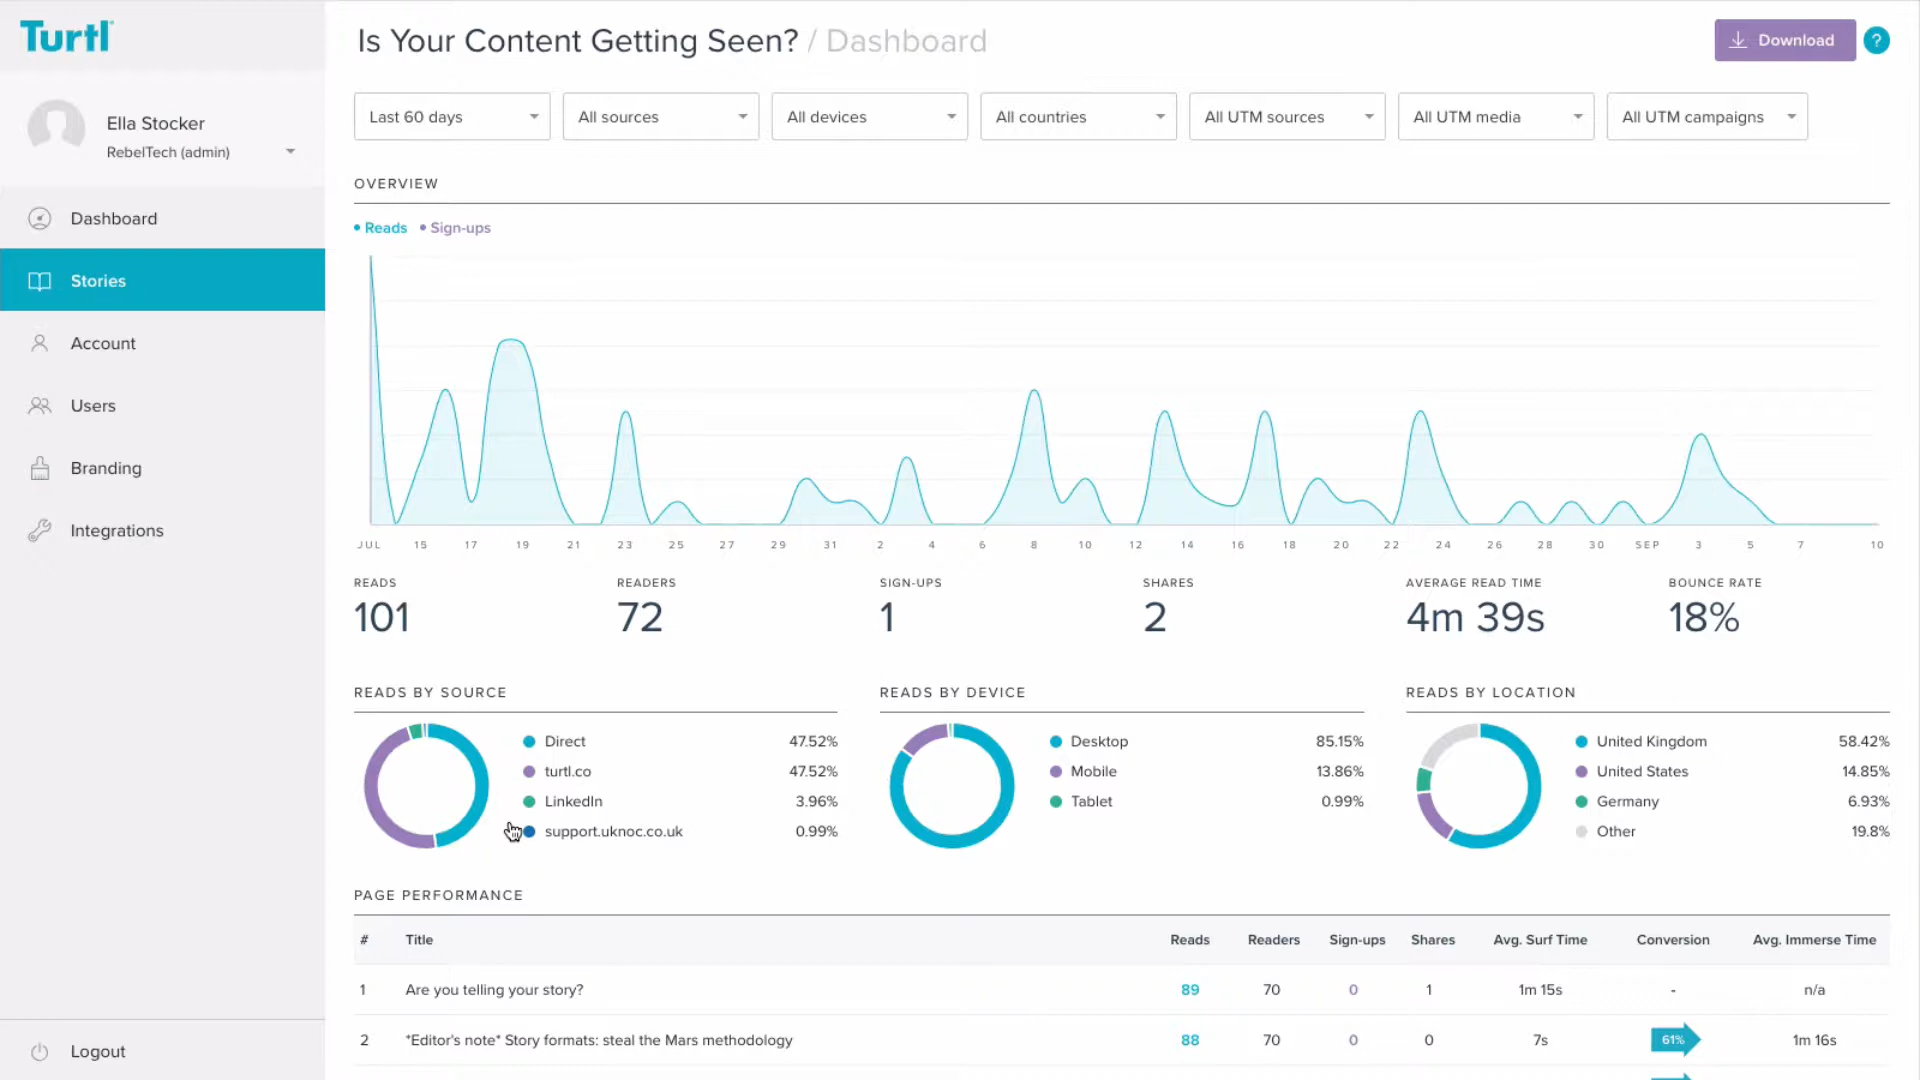 Turtl
Is Your Content Getting Seen? / Dashboard
Download
?
Ella Stocker
RebelTech (admin)
Last 60 days
All sources
All devices
All countries
All UTM sources
All UTM media
All UTM campaigns
Dashboard
Stories
Account
Users
Branding
Integrations
Logout
OVERVIEW
Reads Sign-ups
JUL 15 17 19 21 23 25 27 29 31 2 4 6 8 10 12 14 16 18 20 22 24 26 28 30 SEP 3 5 7 10
READS
101
READERS
72
SIGN-UPS
1
SHARES
2
AVERAGE READ TIME
4m 39s
BOUNCE RATE
18%
READS BY SOURCE
Direct 47.52%
turtl.co 47.52%
LinkedIn 3.96%
support.uknoc.co.uk 0.99%
READS BY DEVICE
Desktop 85.15%
Mobile 13.86%
Tablet 0.99%
READS BY LOCATION
United Kingdom 58.42%
United States 14.85%
Germany 6.93%
Other 19.8%
PAGE PERFORMANCE
# Title Reads Readers Sign-ups Shares Avg. Surf Time Conversion Avg. Immerse Time
1 Are you telling your story? 89 70 0 1 1m 15s - n/a
2 *Editor's note* Story formats: steal the Mars methodology 88 70 0 0 7s 61% 1m 16s